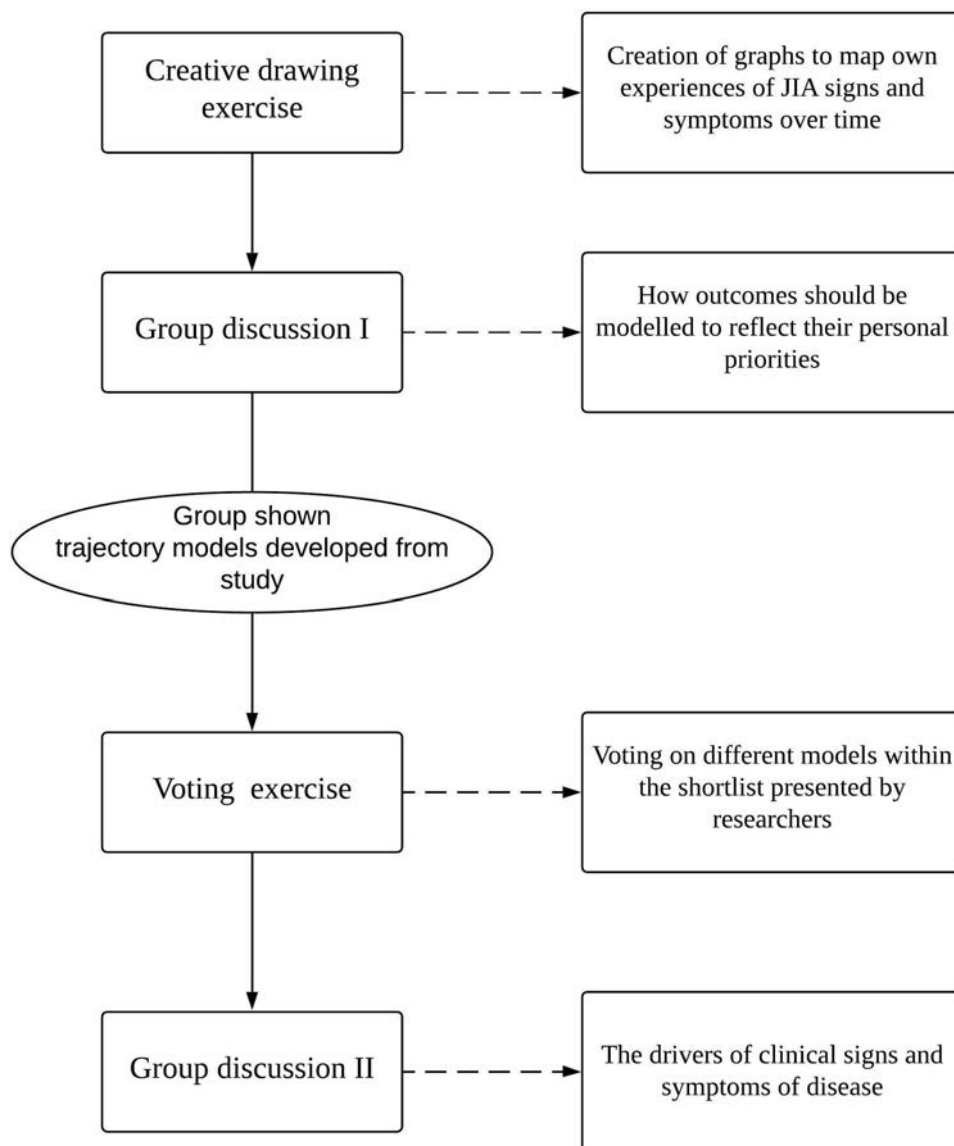 Creative drawing
exercise
Creation of graphs to map own
experiences of JIA signs and
symptoms over time
Group discussion I
How outcomes should be
modelled to reflect their personal
priorities
Group shown
trajectory models developed from
study
Voting exercise
Voting on different models within
the shortlist presented by
researchers
Group discussion II
The drivers of clinical signs and
symptoms of disease